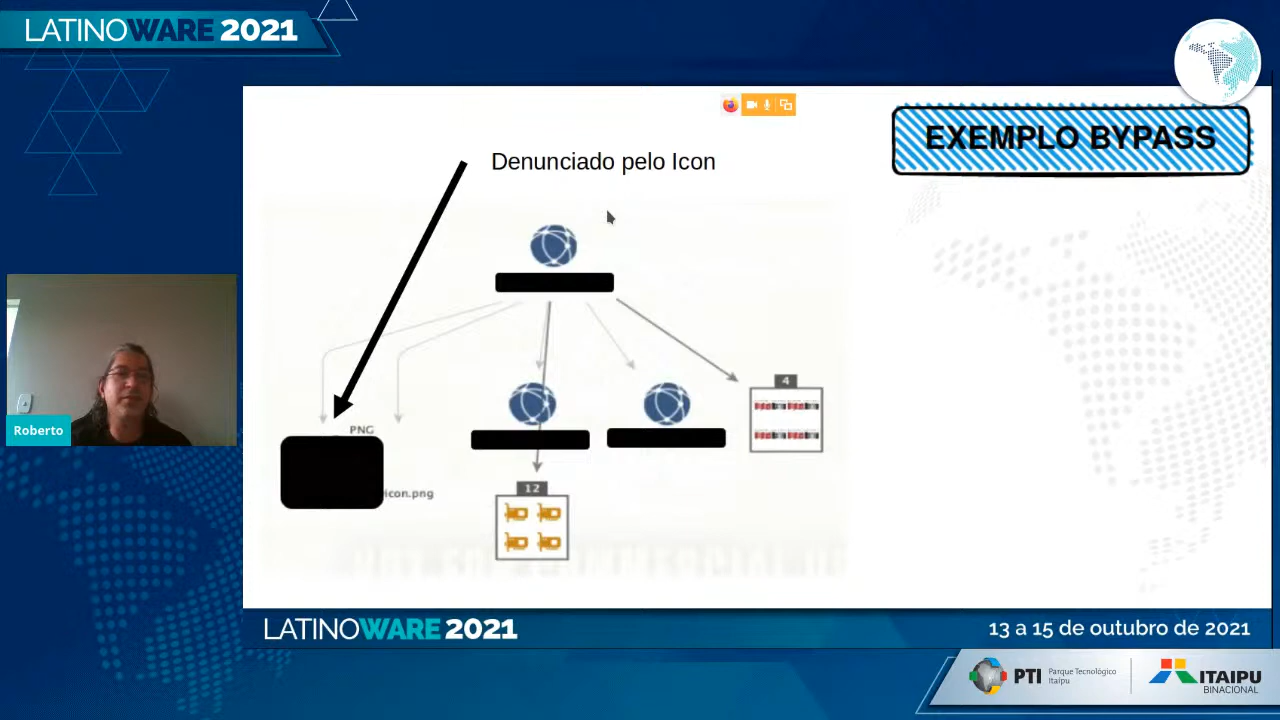 LATINOWARE 2021
EXEMPLO BYPASS
Denunciado pelo Icon
4
PNG
icon.png
12
Roberto
LATINOWARE 2021
13 a 15 de outubro de 2021
PTI
Parque Tecnológico
Itaipu
ITAIPU
BINACIONAL